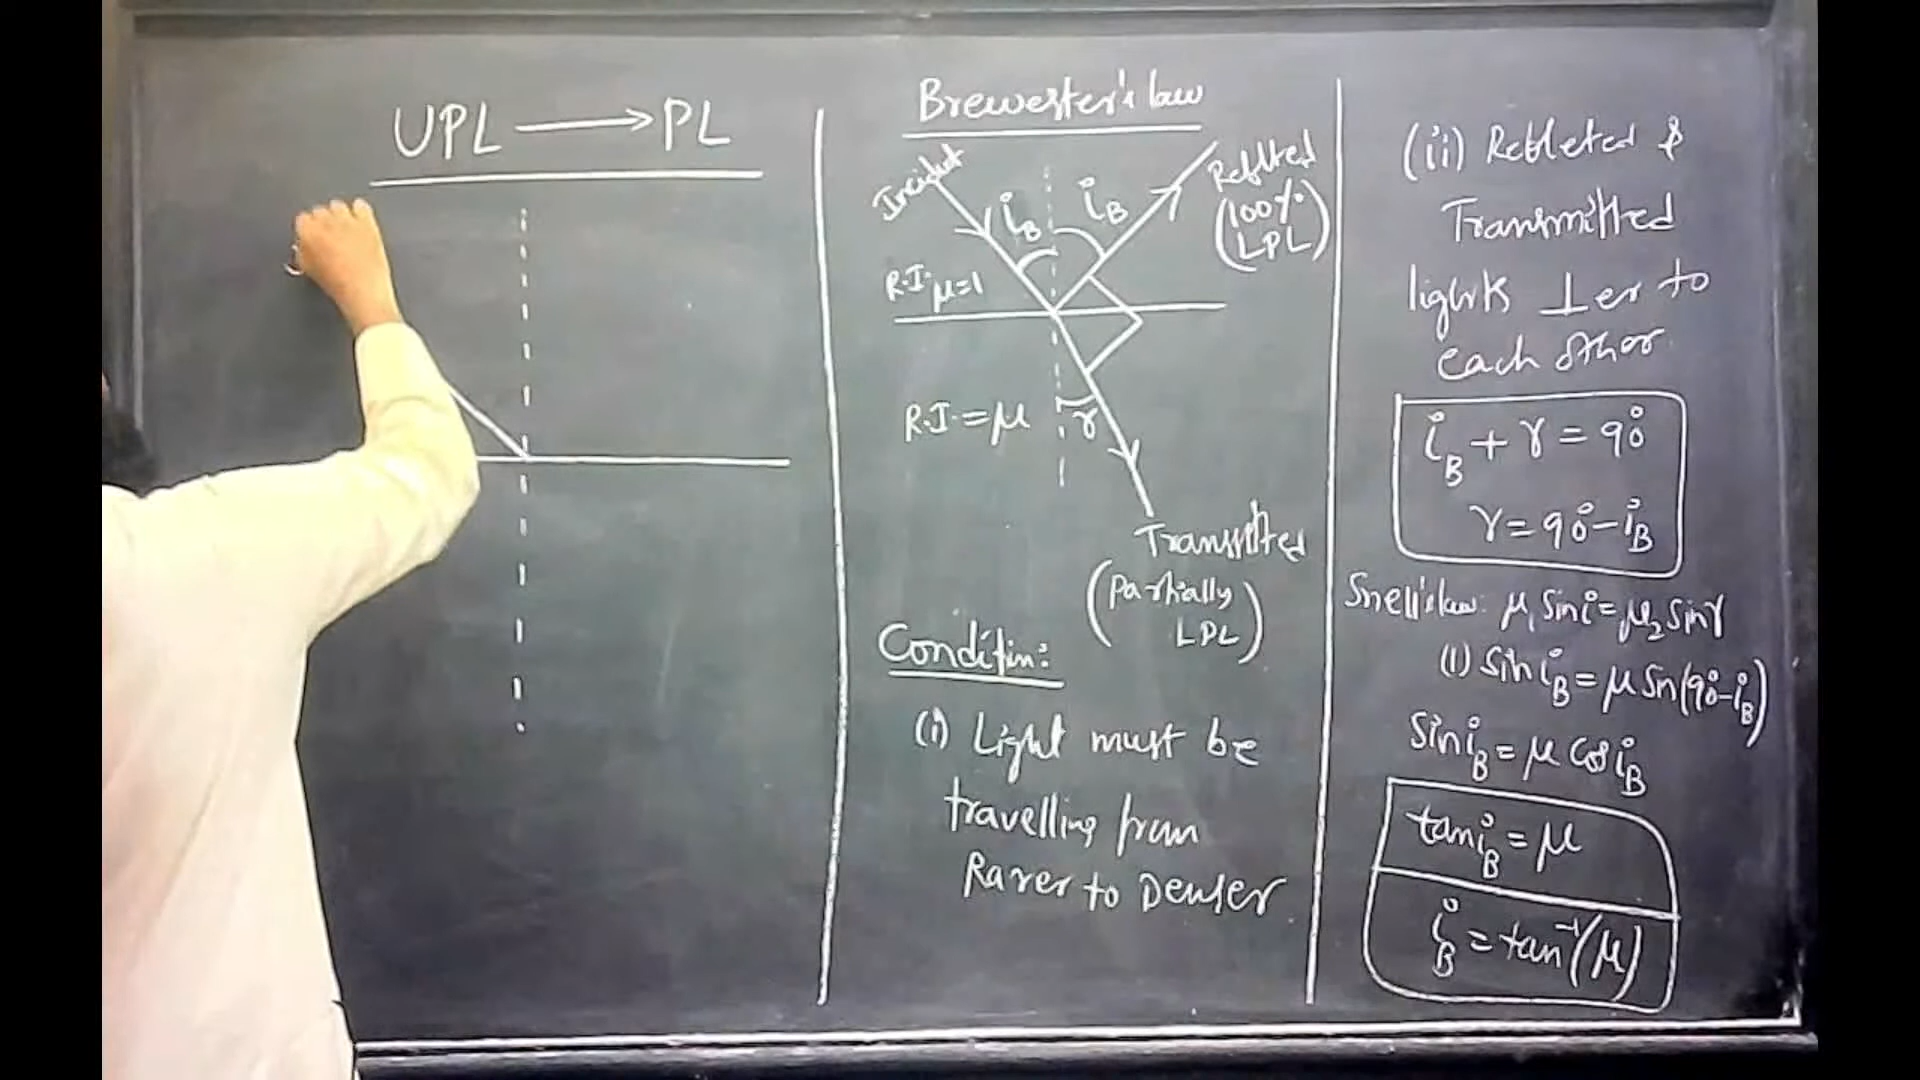 UPL ⟶ PL
Brewster's law
Incident
i_B
i_B
Reflcted
(100%
LPL)
R.I. μ=1
R.I. = μ
r
Transmitted
(Partially
LPL)
Condition:
(i) Light must be
travelling from
Rarer to Denser
(ii) Reflected &
Transmitted
lights ⊥er to
each other
i_B + r = 90°
r = 90° - i_B
Snell's law: μ₁ sin i = μ₂ sin r
(1) Sin i_B = μ Sin(90° - i_B)
Sin i_B = μ Cos i_B
tan i_B = μ
i_B = tan⁻¹(μ)